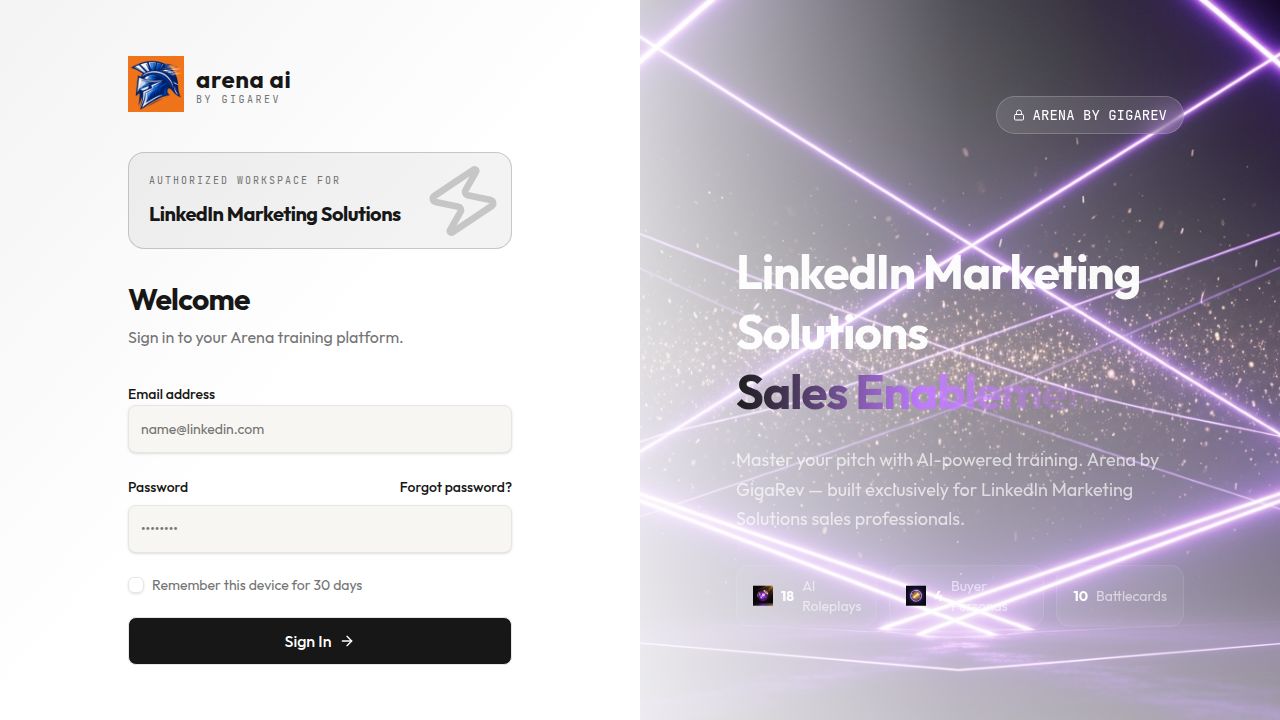 arena ai
BY GIGAREV
AUTHORIZED WORKSPACE FOR
LinkedIn Marketing Solutions
Welcome
Sign in to your Arena training platform.
Email address
name@linkedin.com
Password
Forgot password?
••••••••
Remember this device for 30 days
Sign In →
ARENA BY GIGAREV
LinkedIn Marketing
Solutions
Sales
Master your pitch with AI-powered training. Arena by
GigaRev — built exclusively for LinkedIn Marketing
Solutions sales professionals.
18 AI
Roleplays
Buyer
Personas
10 Battlecards